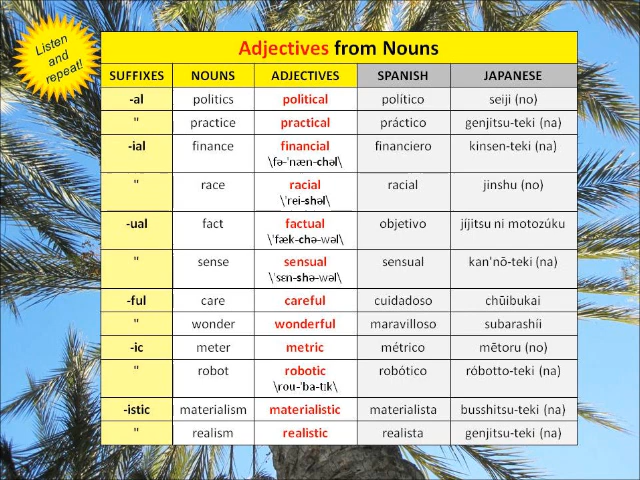 Listen
and
repeat!
Adjectives from Nouns
SUFFIXES NOUNS ADJECTIVES SPANISH JAPANESE
-al politics political político seiji (no)
" practice practical práctico genjitsu-teki (na)
-ial finance financial financiero kinsen-teki (na)
\fə-ˈnæn-chəl\
" race racial racial jinshu (no)
\ˈrei-shəl\
-ual fact factual objetivo jíjitsu ni motozúku
\ˈfæk-chə-wəl\
" sense sensual sensual kanʹnō-teki (na)
\ˈsɛn-shə-wəl\
-ful care careful cuidadoso chūibukai
" wonder wonderful maravilloso subarashíi
-ic meter metric métrico mētoru (no)
" robot robotic robótico róbotto-teki (na)
\rou-ˈba-tɪk\
-istic materialism materialistic materialista busshitsu-teki (na)
" realism realistic realista genjitsu-teki (na)